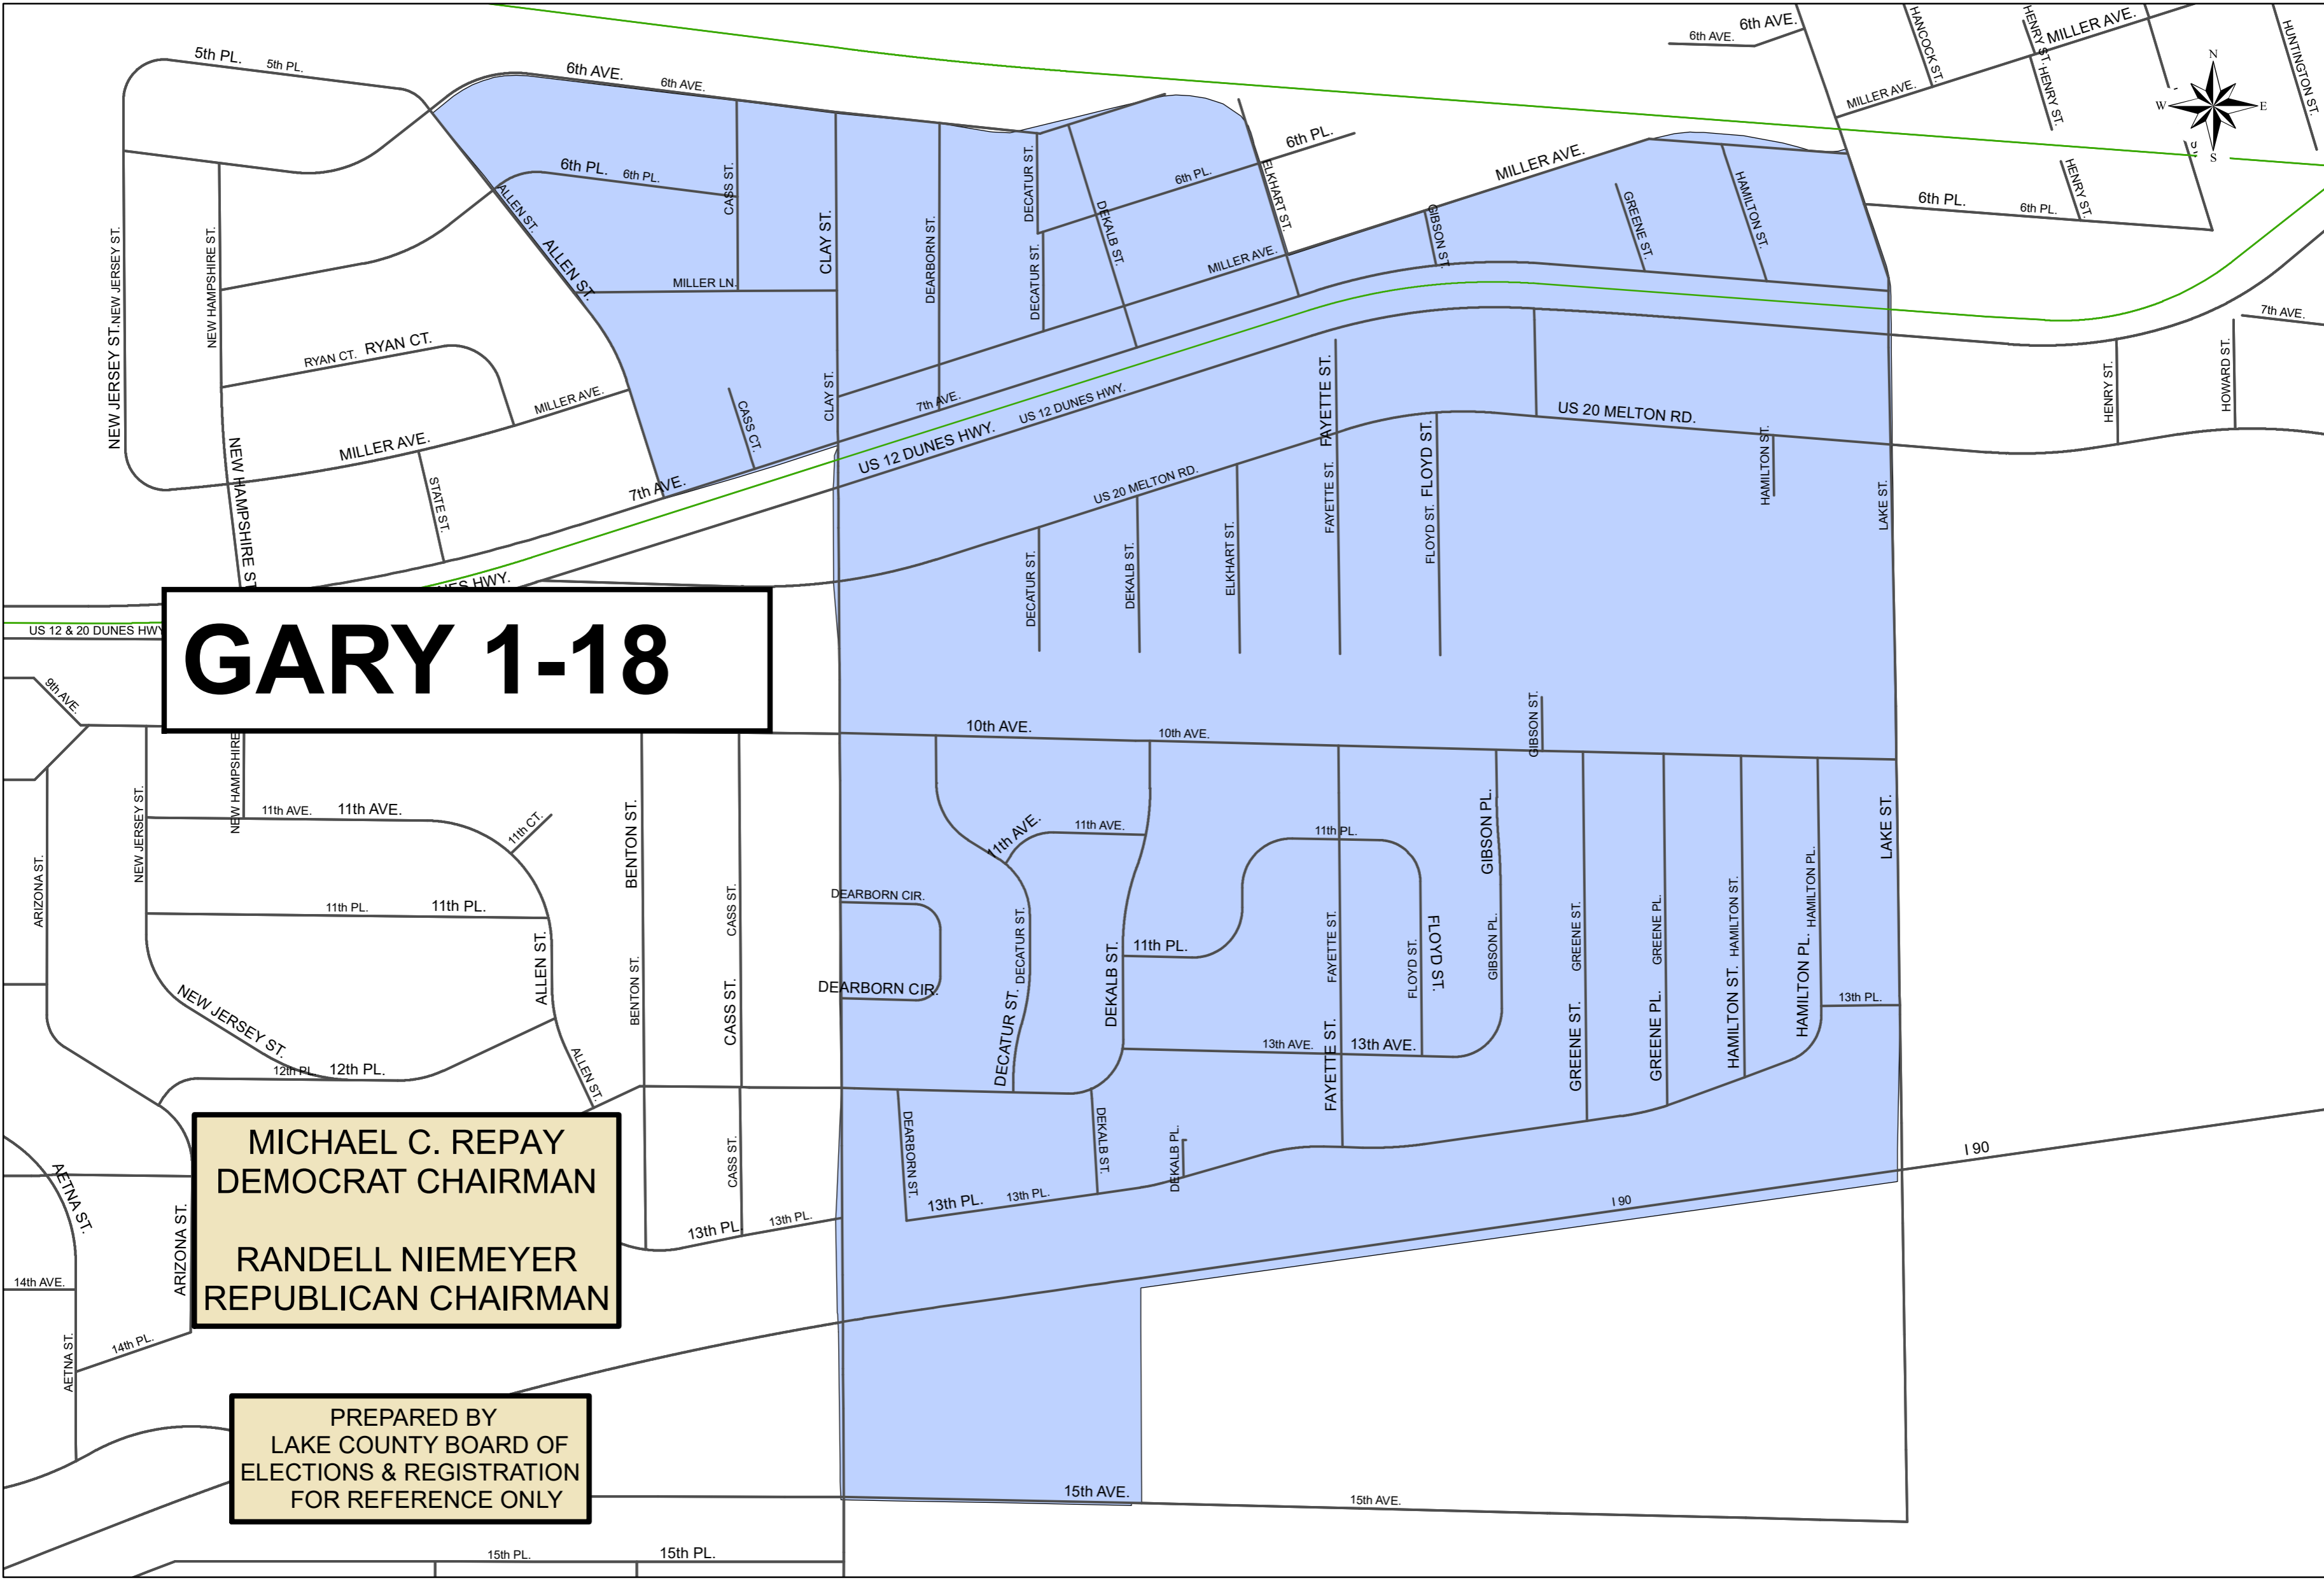 5th PL.
5th PL.
6th AVE.
6th AVE.
6th AVE.
6th AVE.
HANCOCK ST.
HENRY ST.
HENRY ST.
MILLER AVE.
MILLER AVE.
HUNTINGTON ST.
N
W
E
S
6th PL.
6th PL.
CASS ST.
ALLEN ST.
ALLEN ST.
MILLER LN.
CLAY ST.
CLAY ST.
DEARBORN ST.
DECATUR ST.
DECATUR ST.
DEKALB ST.
6th PL.
6th PL.
ELKHART ST.
MILLER AVE.
MILLER AVE.
GIBSON ST.
GREENE ST.
HAMILTON ST.
6th PL.
6th PL.
HENRY ST.
NEW JERSEY ST.
NEW JERSEY ST.
NEW HAMPSHIRE ST.
RYAN CT.
RYAN CT.
MILLER AVE.
MILLER AVE.
STATE ST.
NEW HAMPSHIRE ST
CASS CT.
7th AVE.
7th AVE.
US 12 DUNES HWY.
US 12 DUNES HWY.
FAYETTE ST.
FAYETTE ST.
FLOYD ST.
FLOYD ST.
US 20 MELTON RD.
US 20 MELTON RD.
HAMILTON ST.
LAKE ST.
HENRY ST.
HOWARD ST.
7th AVE.
DECATUR ST.
DEKALB ST.
ELKHART ST.
NES HWY.
US 12 & 20 DUNES HWY
GARY 1-18
9th AVE.
10th AVE.
10th AVE.
GIBSON ST.
NEW JERSEY ST.
NEW HAMPSHIRE
11th AVE.
11th AVE.
11th CT.
ARIZONA ST.
11th PL.
11th PL.
ALLEN ST.
BENTON ST.
BENTON ST.
CASS ST.
CASS ST.
NEW JERSEY ST.
12th PL.
12th PL.
ALLEN ST.
11th AVE.
11th AVE.
DEARBORN CIR.
DEARBORN CIR.
DECATUR ST.
DECATUR ST.
DEKALB ST.
11th PL.
11th PL.
FAYETTE ST.
FAYETTE ST.
FLOYD ST.
FLOYD ST.
GIBSON PL.
GIBSON PL.
GREENE ST.
GREENE ST.
GREENE PL.
GREENE PL.
HAMILTON ST.
HAMILTON ST.
HAMILTON PL.
HAMILTON PL.
LAKE ST.
13th PL.
13th AVE.
13th AVE.
DEARBORN ST.
DEKALB ST.
DEKALB PL.
13th PL.
13th PL.
CASS ST.
13th PL.
13th PL.
I 90
I 90
AETNA ST.
ARIZONA ST.
MICHAEL C. REPAY
DEMOCRAT CHAIRMAN
RANDELL NIEMEYER
REPUBLICAN CHAIRMAN
14th AVE.
14th PL.
AETNA ST.
PREPARED BY
LAKE COUNTY BOARD OF
ELECTIONS & REGISTRATION
FOR REFERENCE ONLY
15th AVE.
15th AVE.
15th PL.
15th PL.